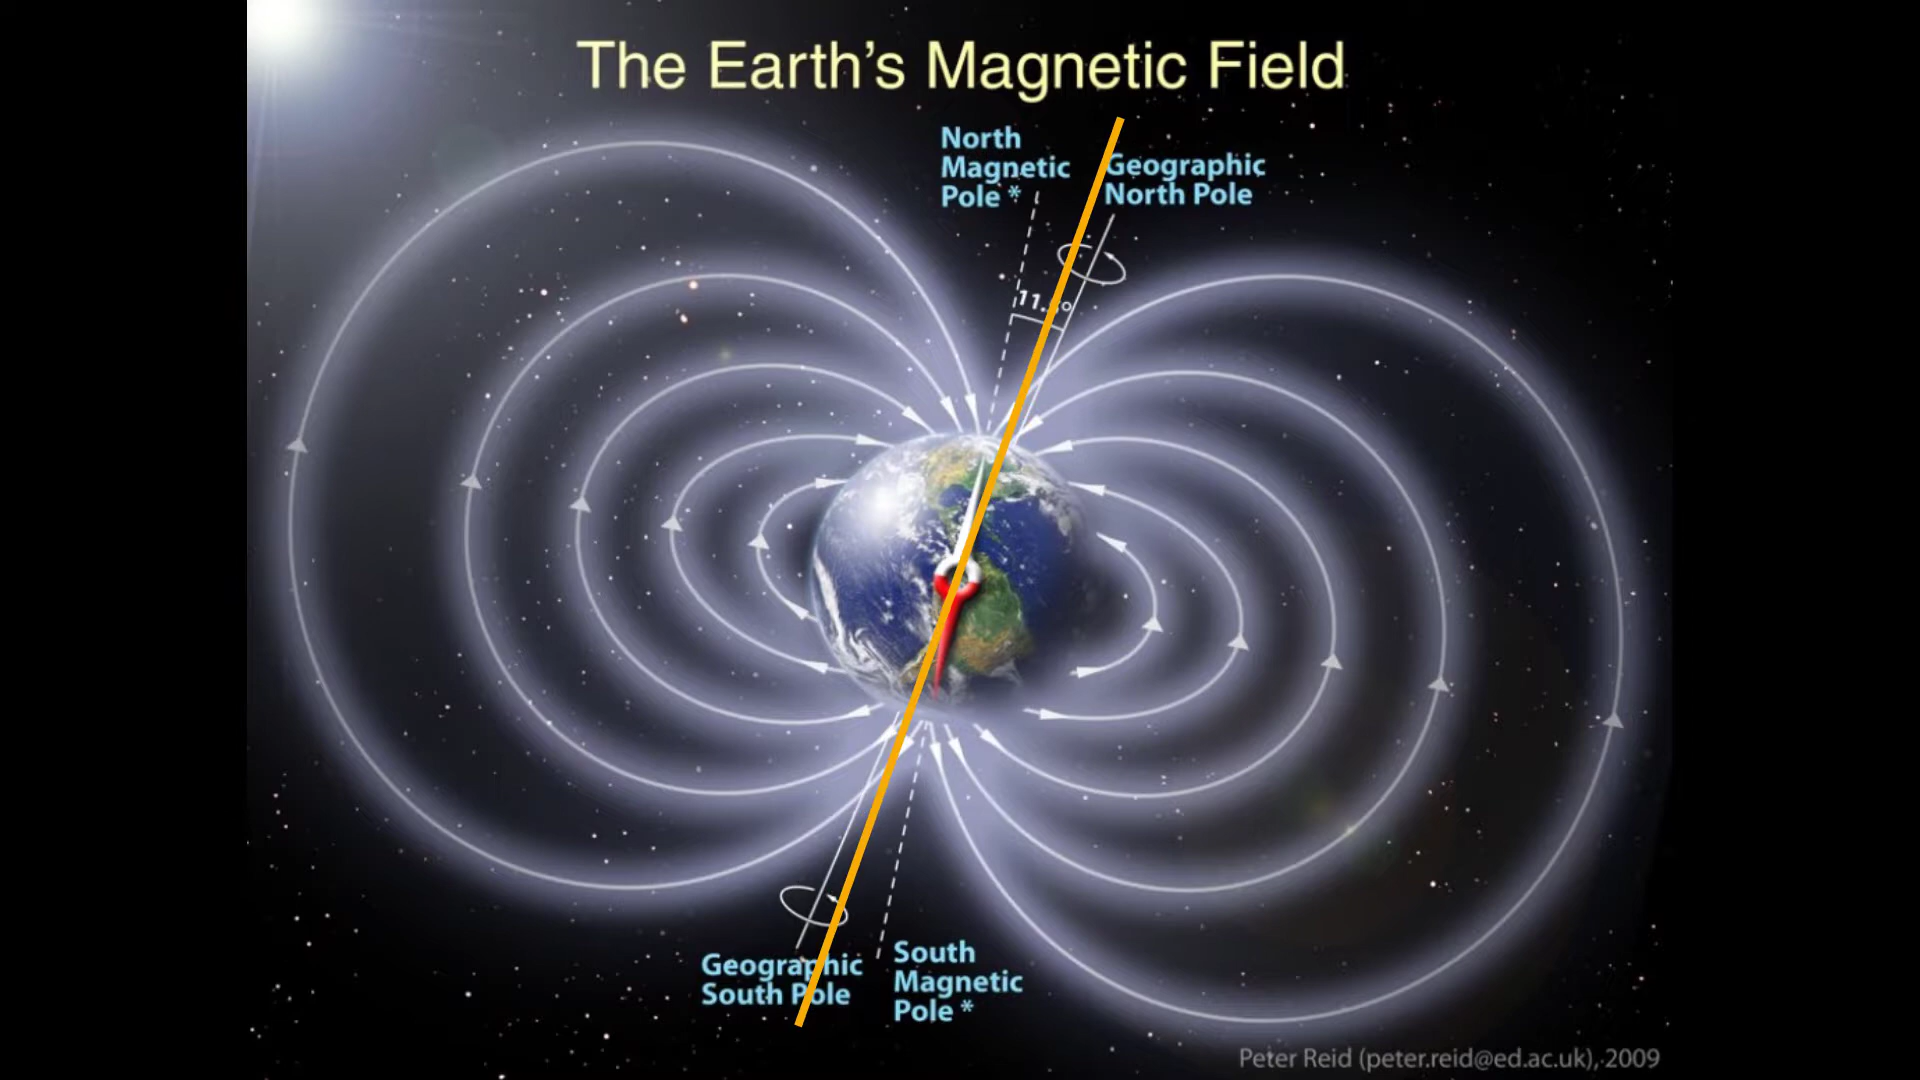 The Earth's Magnetic Field
North
Magnetic
Pole *
Geographic
North Pole
Geographic
South Pole
South
Magnetic
Pole *
Peter Reid (peter.reid@ed.ac.uk), 2009